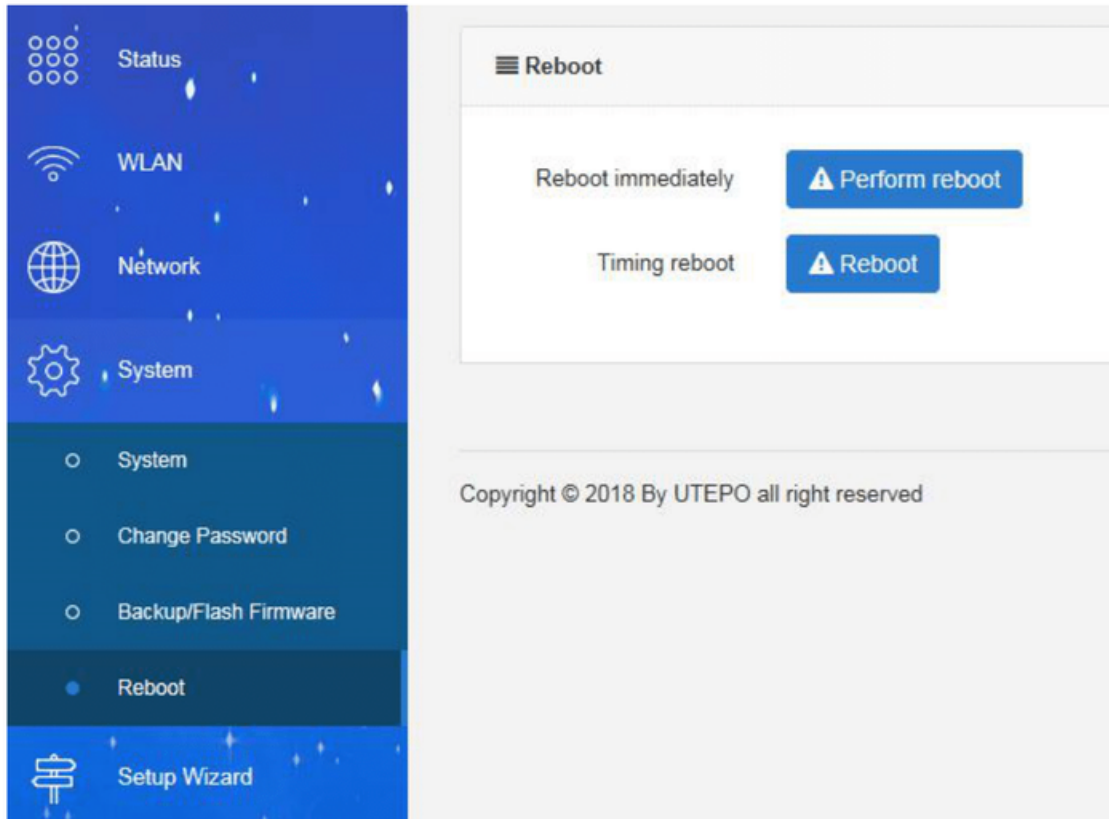 Status
WLAN
Network
System
System
Change Password
Backup/Flash Firmware
Reboot
Setup Wizard
Reboot
Reboot immediately
Perform reboot
Timing reboot
Reboot
Copyright © 2018 By UTEPO all right reserved